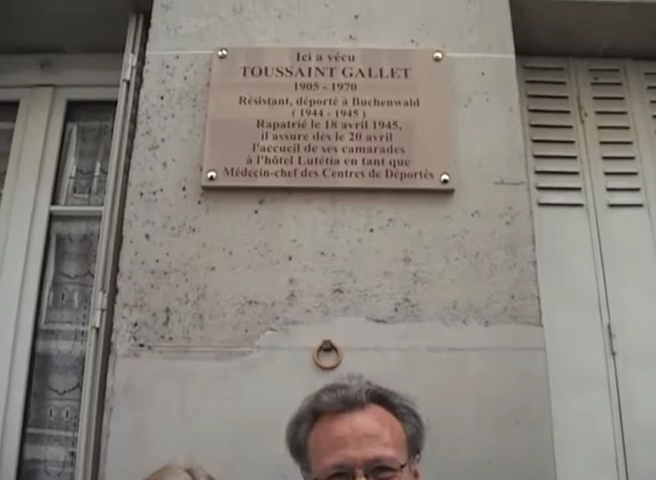 Ici a vécu
TOUSSAINT GALLET
1905 - 1970
Résistant, déporté à Buchenwald
( 1944 - 1945 )
Rapatrié le 18 avril 1945,
il assure dès le 20 avril
l'accueil de ses camarades
à l'hôtel Lutétia en tant que
Médecin-chef des Centres de Déportés